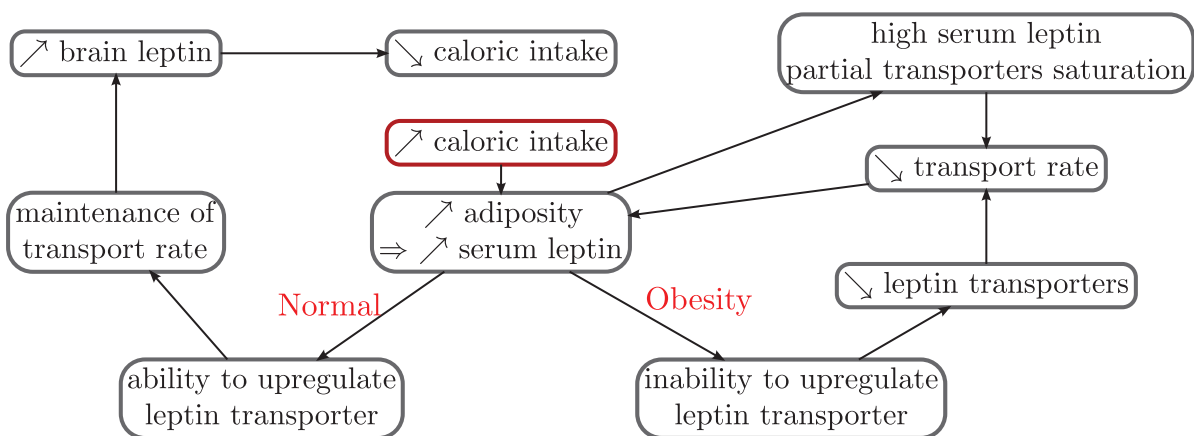 ↗ brain leptin
↘ caloric intake
high serum leptin
partial transporters saturation
↗ caloric intake
↘ transport rate
maintenance of
transport rate
↗ adiposity
⇒ ↗ serum leptin
↘ leptin transporters
Normal
Obesity
ability to upregulate
leptin transporter
inability to upregulate
leptin transporter